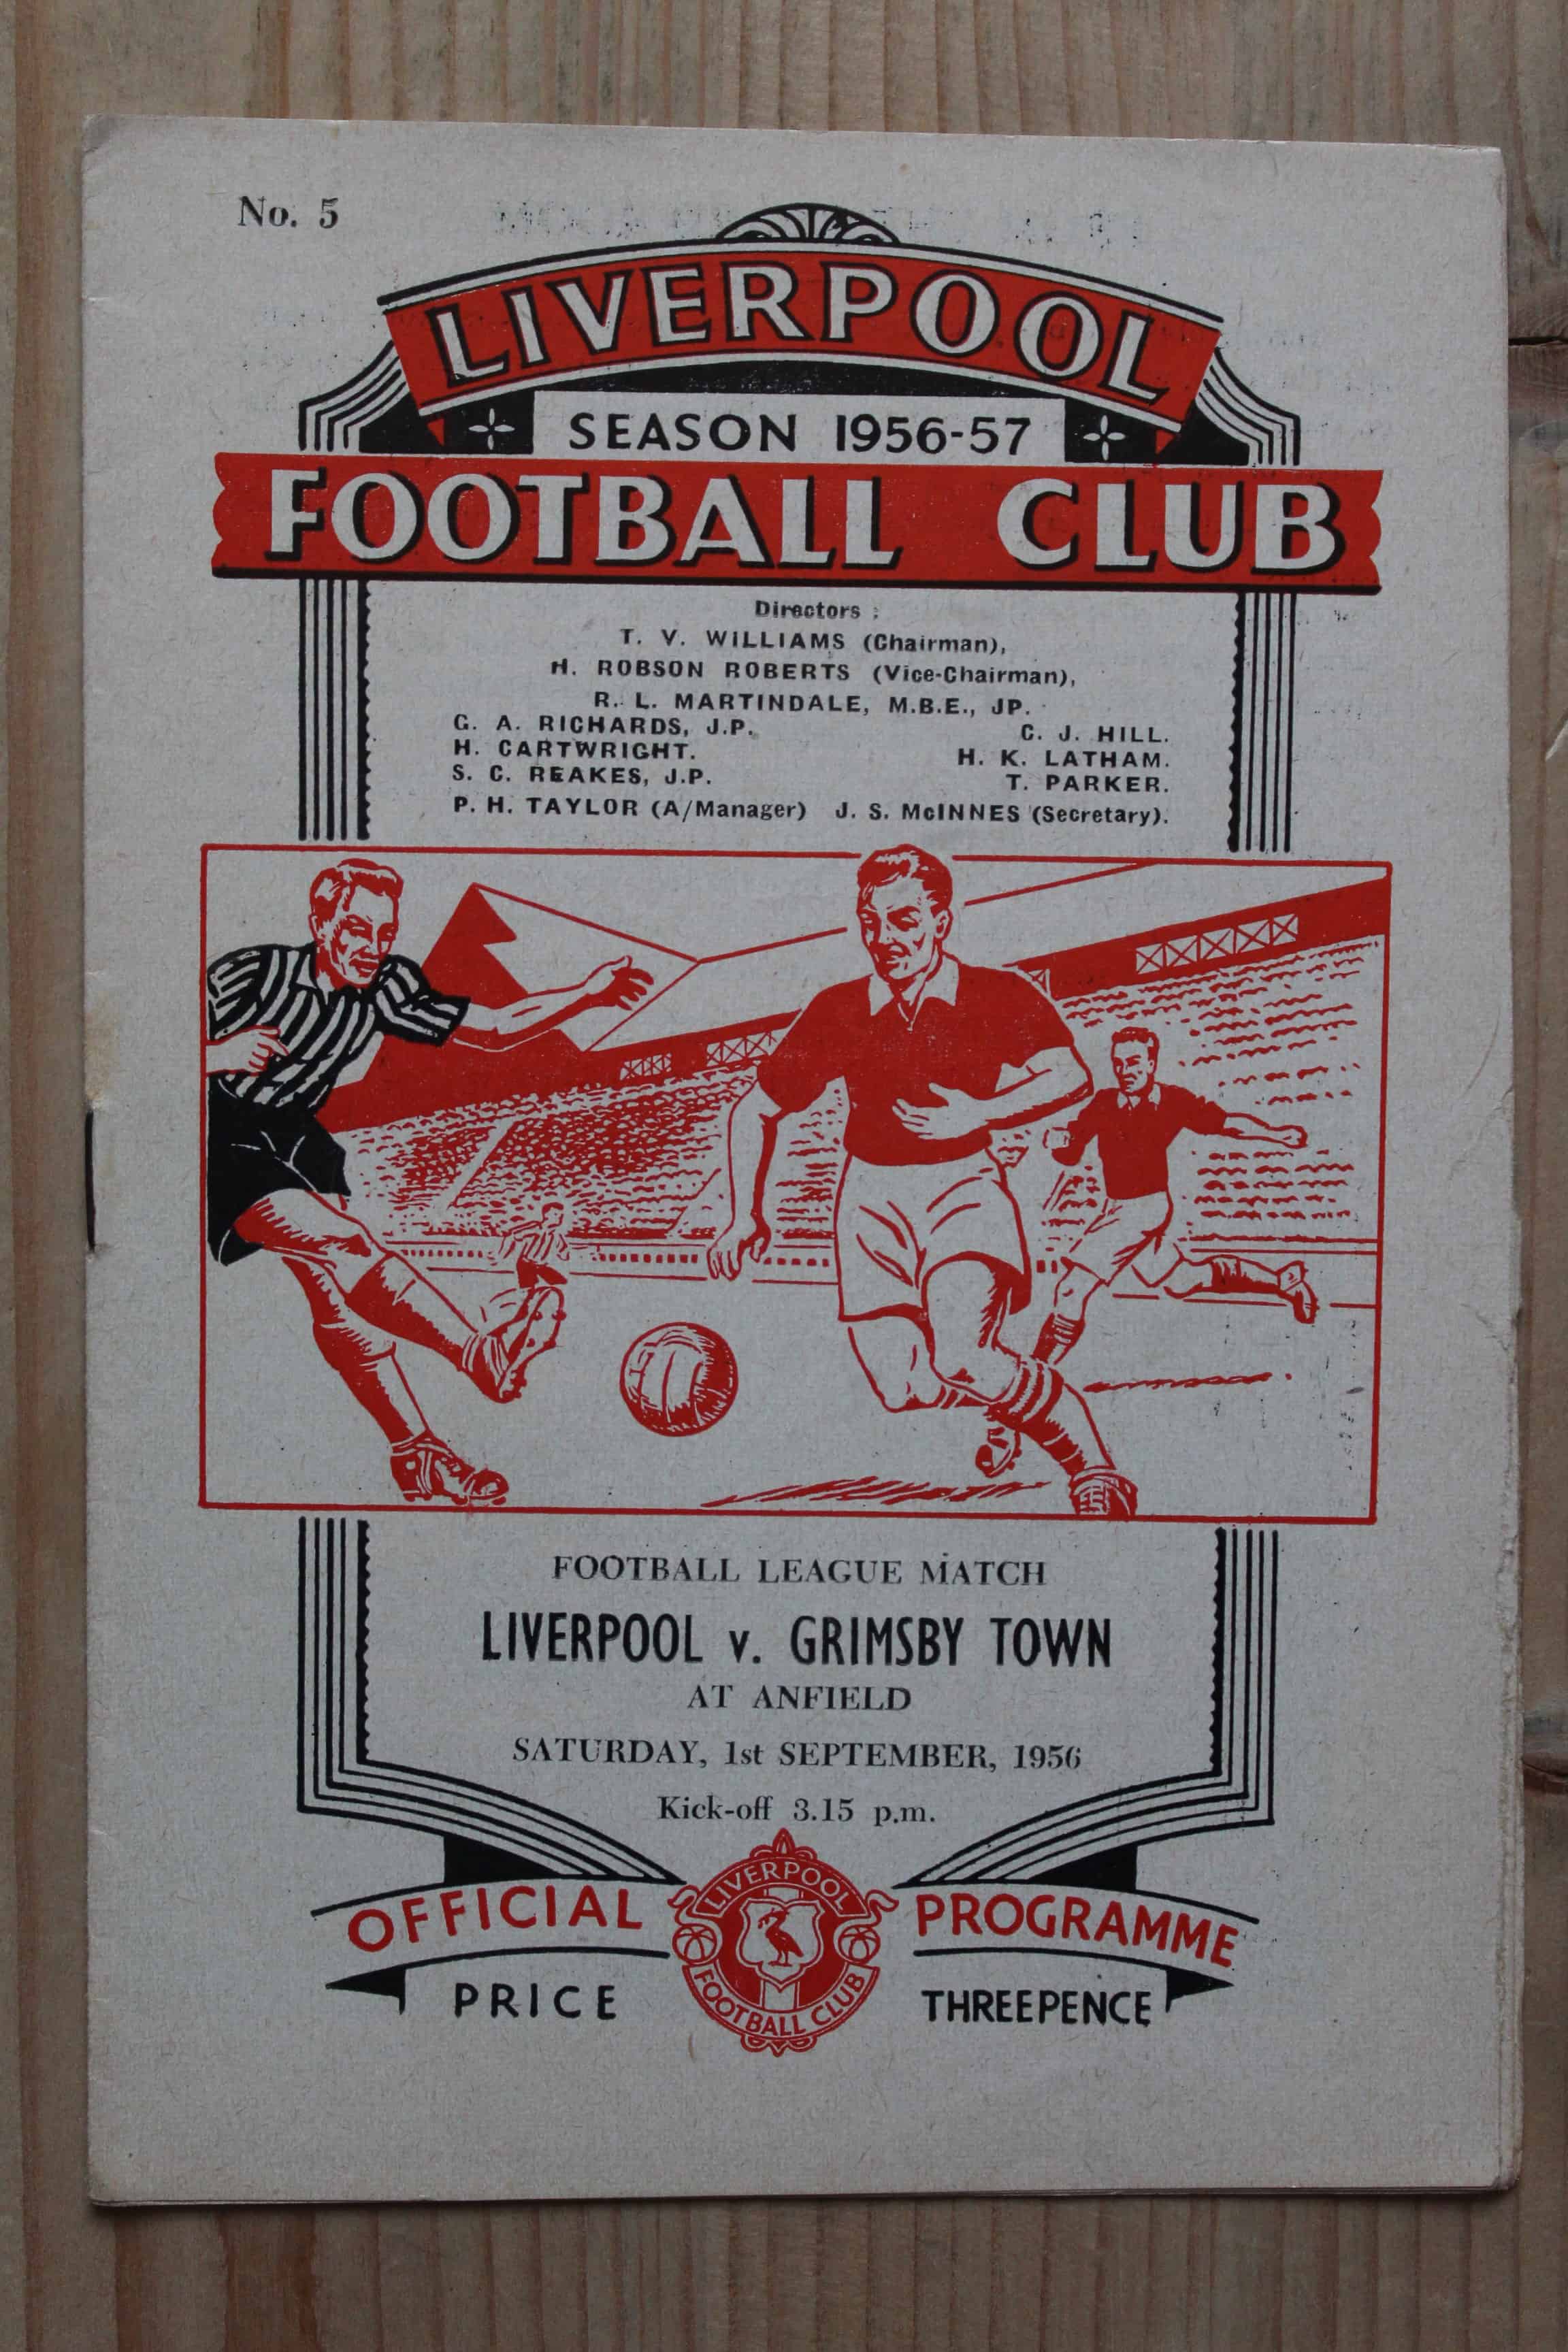 No. 5
LIVERPOOL
SEASON 1956-57
FOOTBALL CLUB
Directors :
T. V. WILLIAMS (Chairman),
H. ROBSON ROBERTS (Vice-Chairman),
R. L. MARTINDALE, M.B.E., JP.
G. A. RICHARDS, J.P. C. J. HILL.
H. CARTWRIGHT. H. K. LATHAM.
S. C. REAKES, J.P. T. PARKER.
P. H. TAYLOR (A/Manager) J. S. McINNES (Secretary).
FOOTBALL LEAGUE MATCH
LIVERPOOL v. GRIMSBY TOWN
AT ANFIELD
SATURDAY, 1st SEPTEMBER, 1956
Kick-off 3.15 p.m.
OFFICIAL PROGRAMME
LIVERPOOL
FOOTBALL CLUB
PRICE THREEPENCE